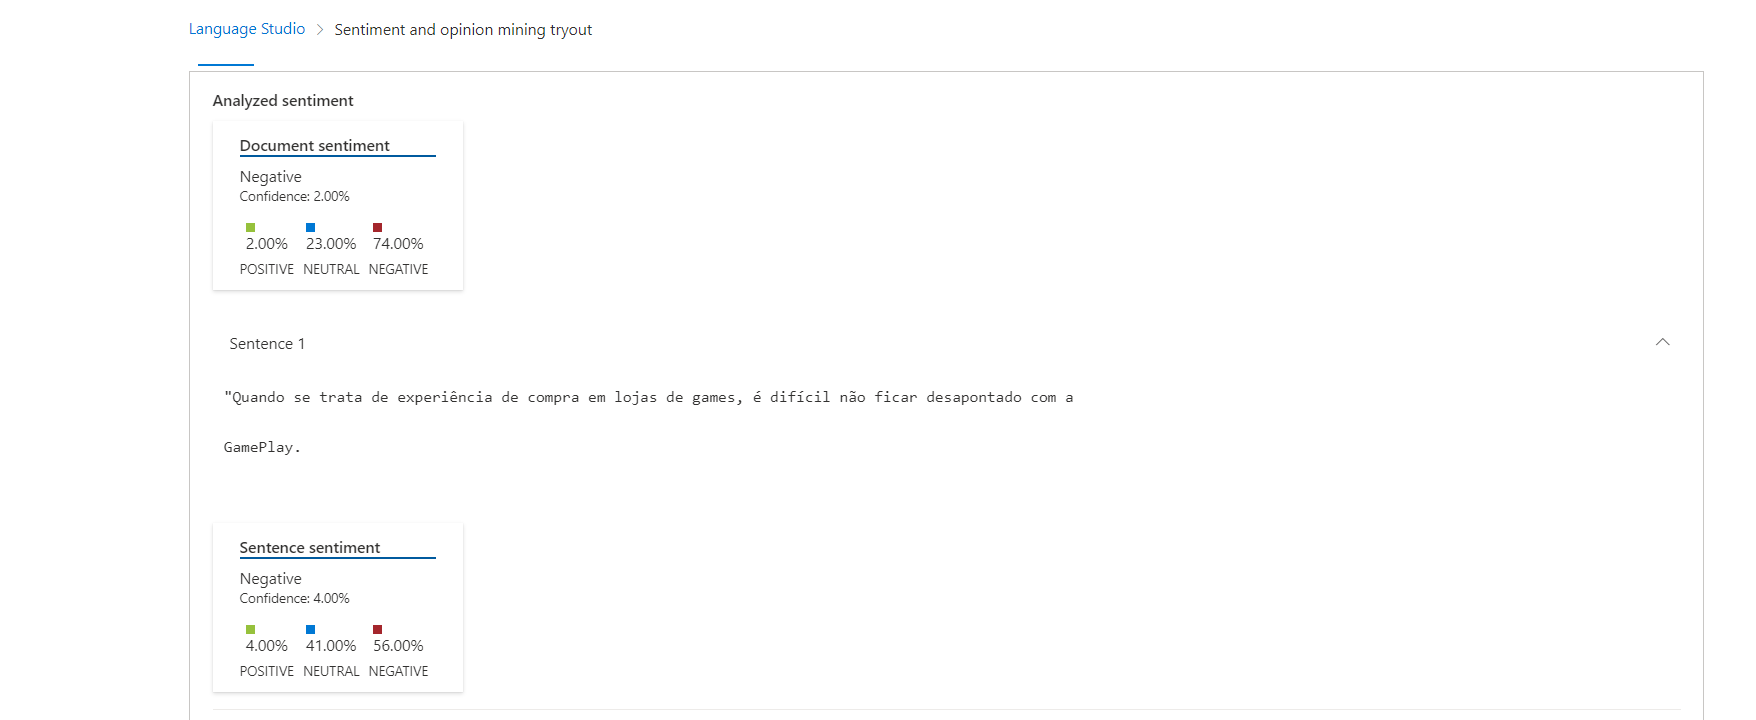 Language Studio > Sentiment and opinion mining tryout
Analyzed sentiment
Document sentiment
Negative
Confidence: 2.00%
2.00% 23.00% 74.00%
POSITIVE NEUTRAL NEGATIVE
Sentence 1
"Quando se trata de experiência de compra em lojas de games, é difícil não ficar desapontado com a
GamePlay.
Sentence sentiment
Negative
Confidence: 4.00%
4.00% 41.00% 56.00%
POSITIVE NEUTRAL NEGATIVE